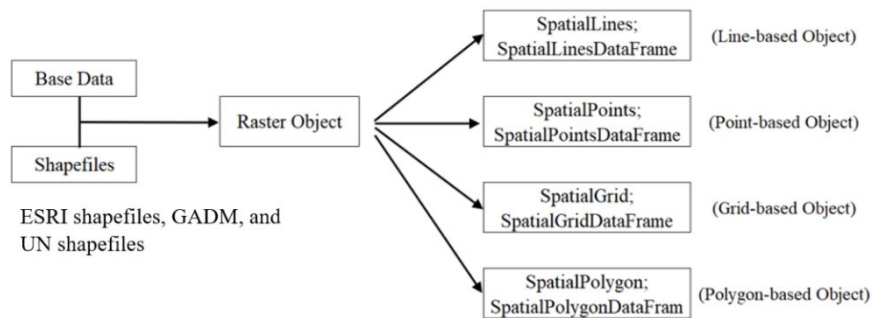 Base Data
Shapefiles
ESRI shapefiles, GADM, and
UN shapefiles
Raster Object
SpatialLines;
SpatialLinesDataFrame
(Line-based Object)
SpatialPoints;
SpatialPointsDataFrame
(Point-based Object)
SpatialGrid;
SpatialGridDataFrame
(Grid-based Object)
SpatialPolygon;
SpatialPolygonDataFram
(Polygon-based Object)